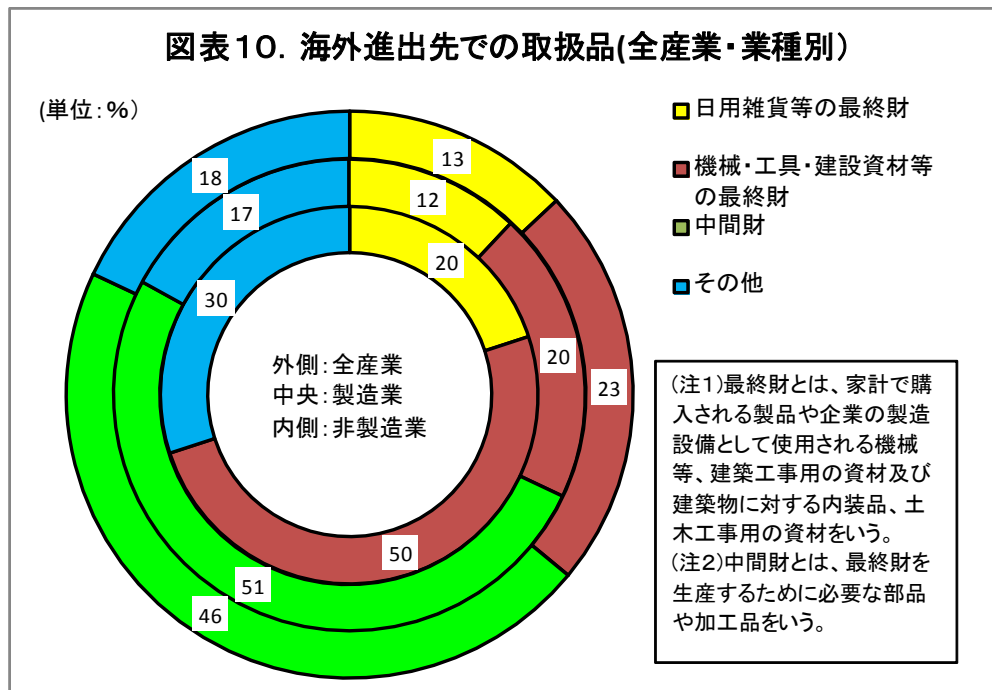 図表10. 海外進出先での取扱品(全産業・業種別)
(単位:%)
日用雑貨等の最終財
機械・工具・建設資材等
の最終財
中間財
その他
13
12
20
18
17
30
20
23
50
51
46
外側:全産業
中央:製造業
内側:非製造業
(注1)最終財とは、家計で購
入される製品や企業の製造
設備として使用される機械
等、建築工事用の資材及び
建築物に対する内装品、土
木工事用の資材をいう。
(注2)中間財とは、最終財を
生産するために必要な部品
や加工品をいう。